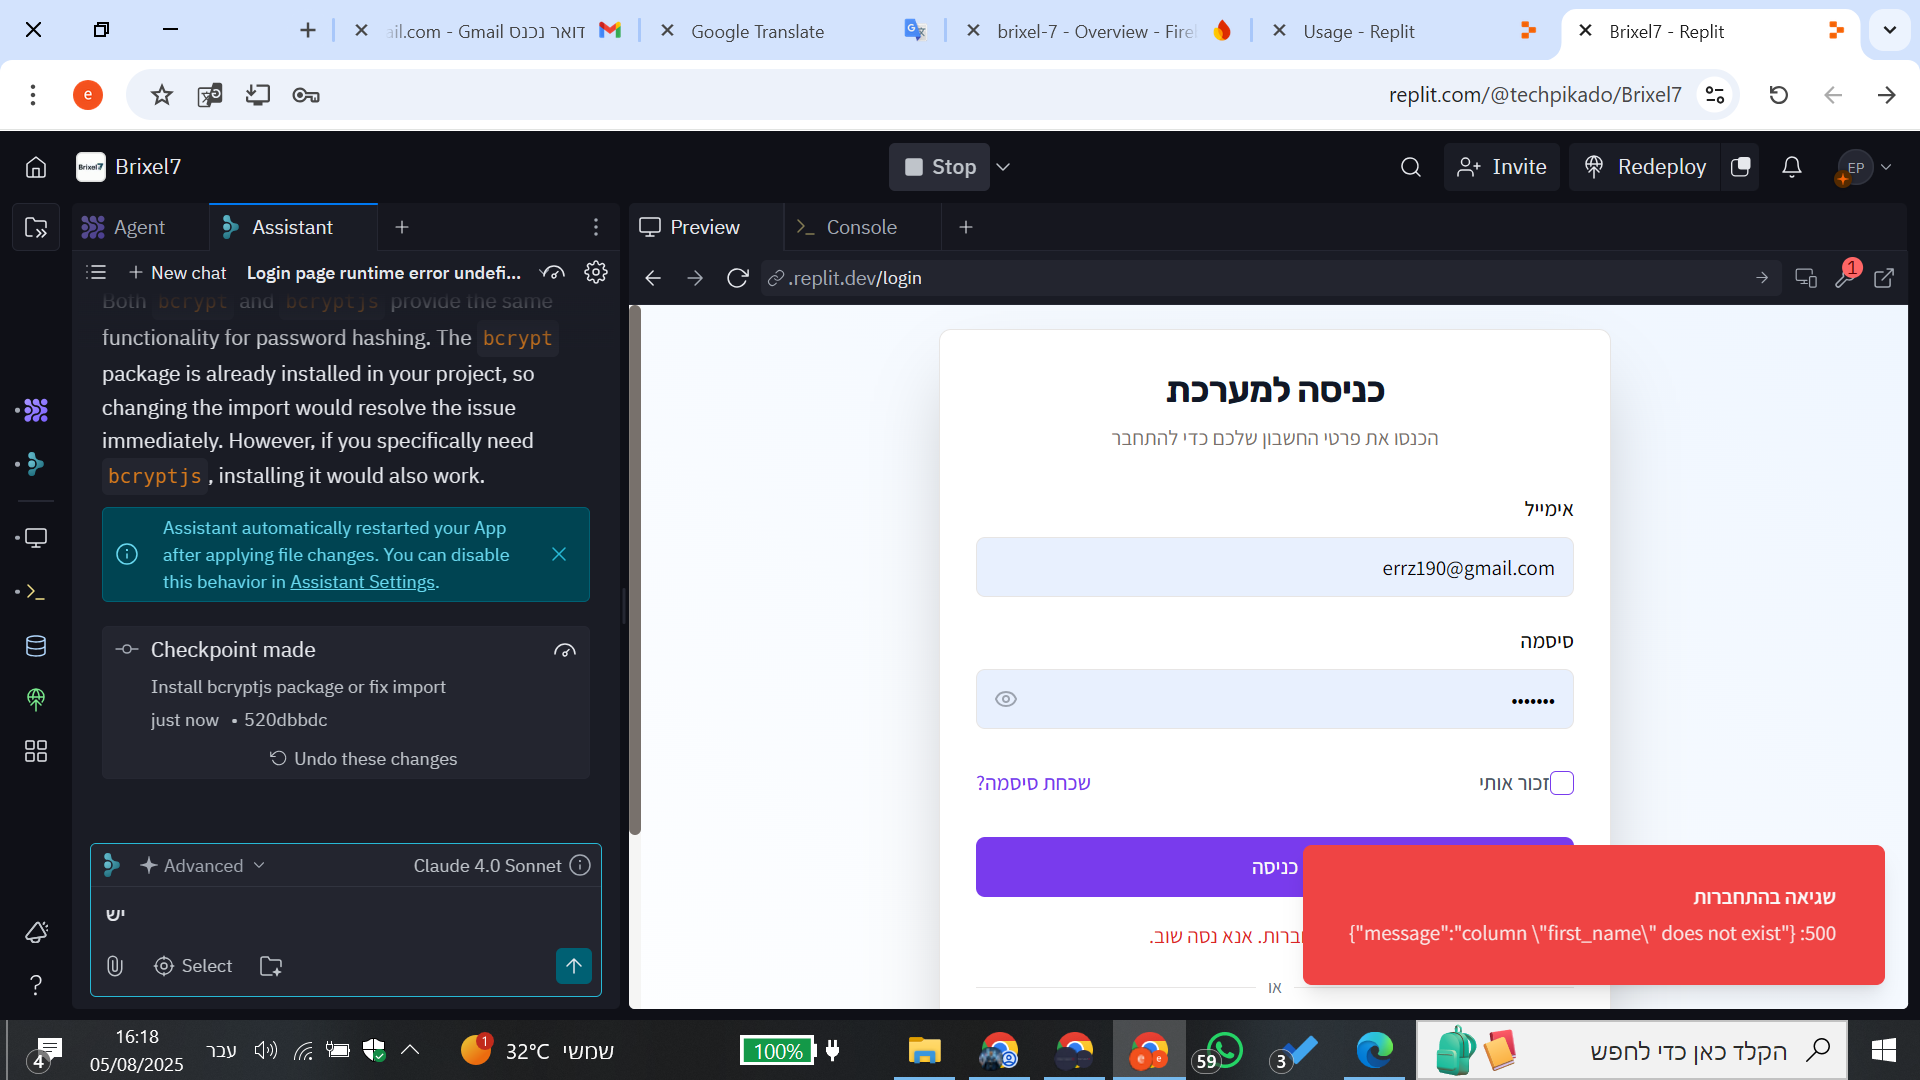 דואר נכנס ail.com - Gmail
Google Translate
brixel-7 - Overview - Fire
Usage - Replit
Brixel7 - Replit
e
replit.com/@techpikado/Brixel7
Brixel7
Brixel7
Stop
Invite
Redeploy
EP
Agent
Assistant
Preview
Console
New chat
Login page runtime error undefi...
.replit.dev/login
1
Both bcrypt and bcryptjs provide the same
functionality for password hashing. The bcrypt
package is already installed in your project, so
changing the import would resolve the issue
immediately. However, if you specifically need
bcryptjs, installing it would also work.
Assistant automatically restarted your App
after applying file changes. You can disable
this behavior in Assistant Settings.
Checkpoint made
Install bcryptjs package or fix import
just now • 520dbbdc
Undo these changes
Advanced
Claude 4.0 Sonnet
יש
Select
כניסה למערכת
הכנסו את פרטי החשבון שלכם כדי להתחבר
אימייל
errz190@gmail.com
סיסמה
•••••••
זכור אותי
שכחת סיסמה?
כניסה
חברות. אנא נסה שוב.
או
שגיאה בהתחברות
500: {"message":"column \"first_name\" does not exist"}
4
16:18
05/08/2025
עבר
1
32°C שמשי
100%
e
59
3
הקלד כאן כדי לחפש